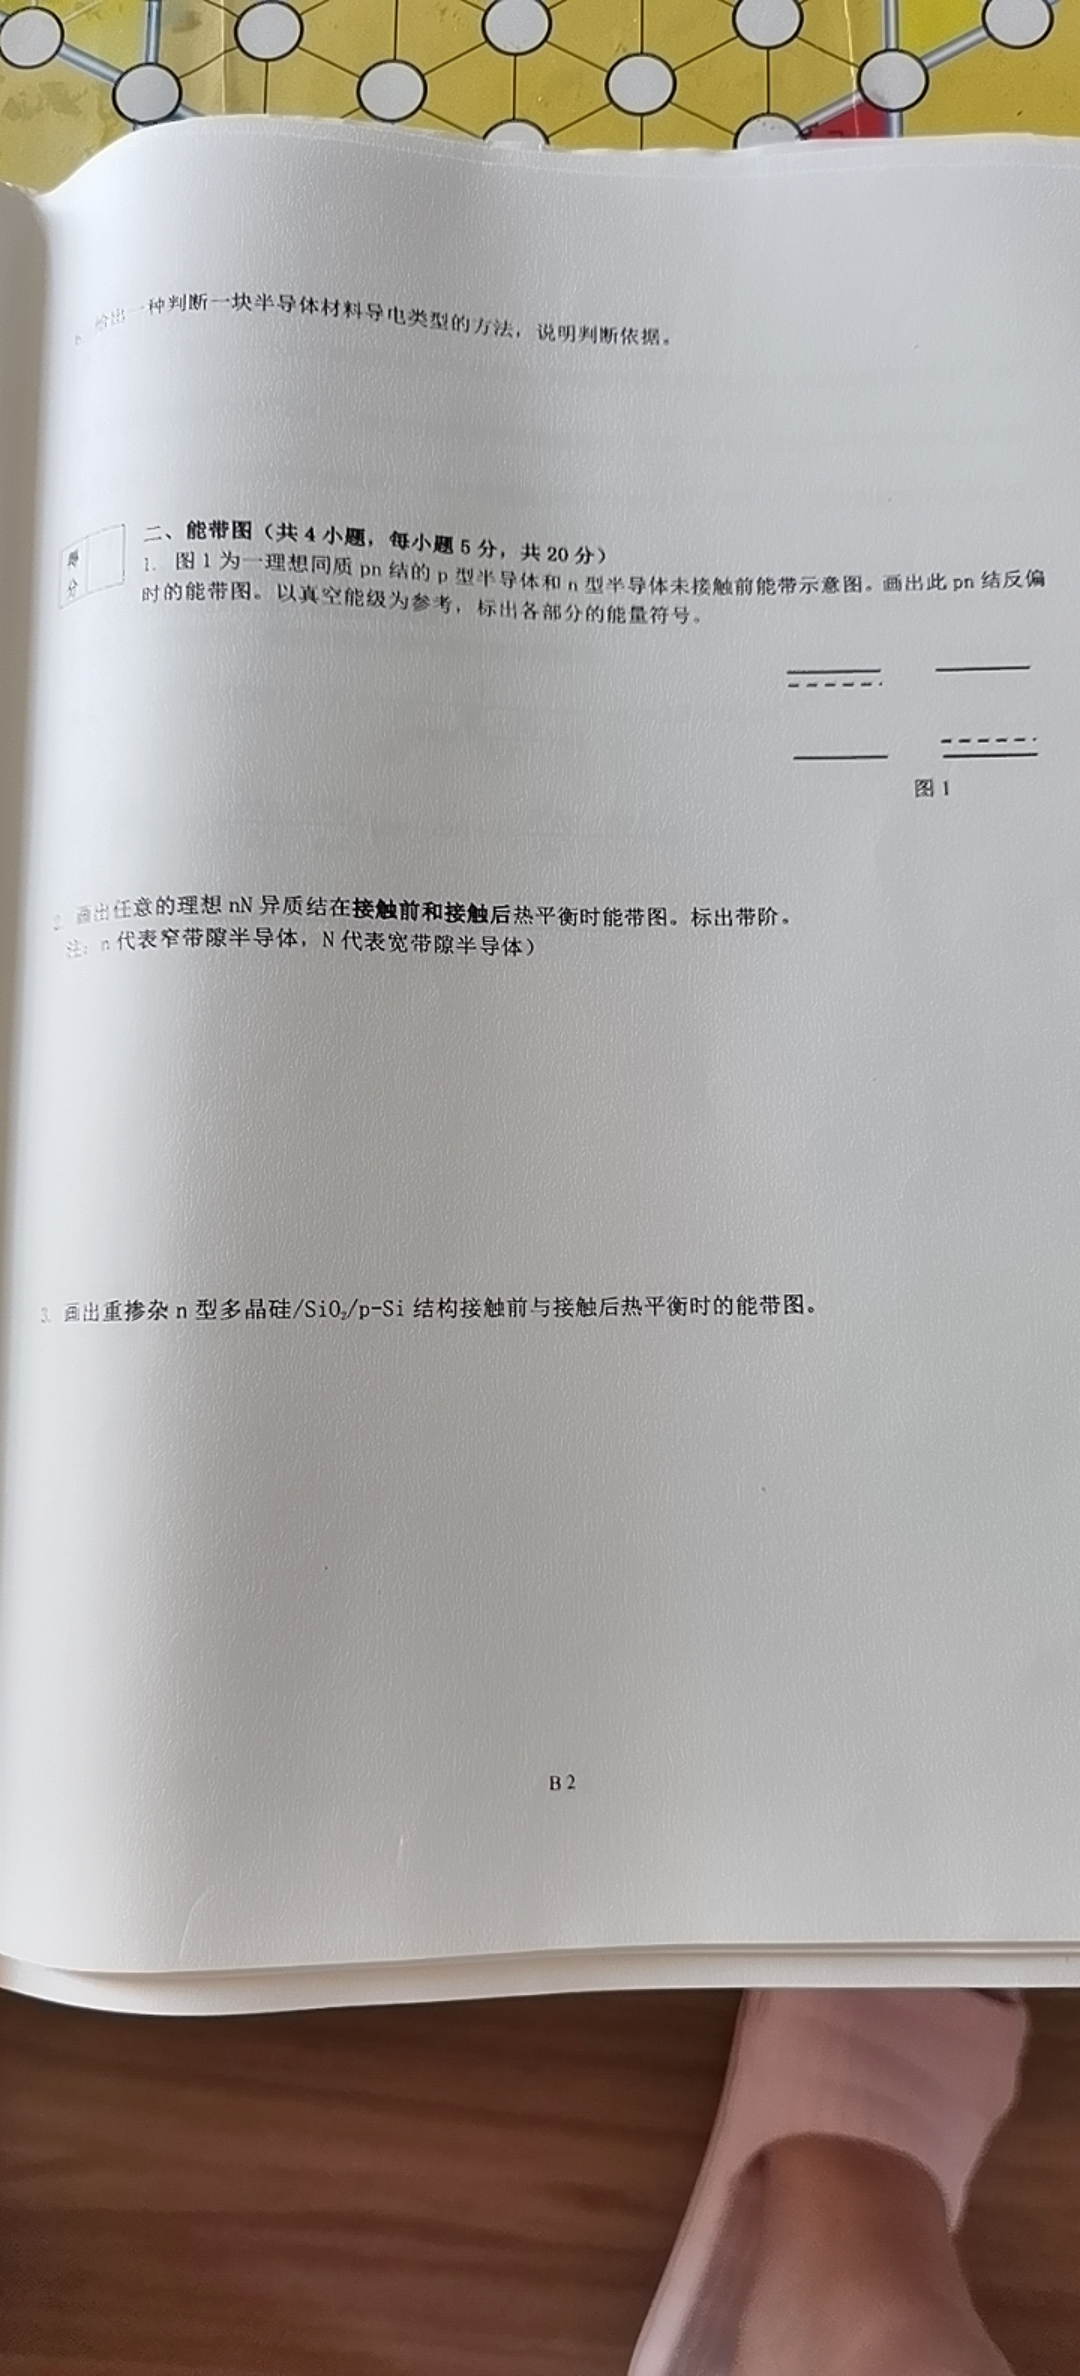 给出一种判断一块半导体材料导电类型的方法，说明判断依据。
得分
二、能带图（共 4 小题，每小题 5 分，共 20 分）
1. 图 1 为一理想同质 pn 结的 p 型半导体和 n 型半导体未接触前能带示意图。画出此 pn 结反偏
时的能带图。以真空能级为参考，标出各部分的能量符号。
图 1
2. 画出任意的理想 nN 异质结在接触前和接触后热平衡时能带图。标出带阶。
注：n 代表窄带隙半导体，N 代表宽带隙半导体）
3. 画出重掺杂 n 型多晶硅/SiO₂/p-Si 结构接触前与接触后热平衡时的能带图。
B 2